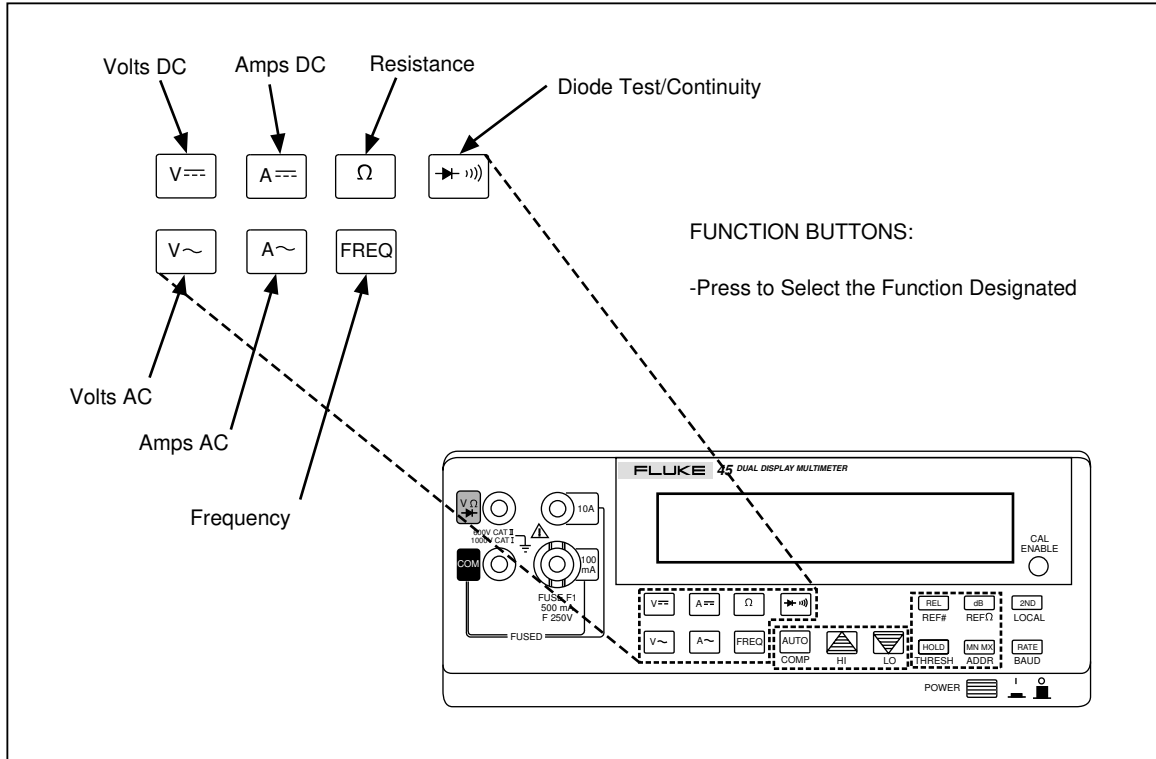 Volts DC
Amps DC
Resistance
Diode Test/Continuity
V
A
Ω
V
A
FREQ
FUNCTION BUTTONS:
-Press to Select the Function Designated
Volts AC
Amps AC
Frequency
FLUKE 45 DUAL DISPLAY MULTIMETER
V Ω
10A
600V CAT II
1000V CAT I
CAL
ENABLE
COM
100
mA
FUSE F1
500 mA
F 250V
FUSED
V
A
Ω
REL
dB
2ND
REF#
REFΩ
LOCAL
V
A
FREQ
AUTO
HOLD
MN MX
RATE
COMP
HI
LO
THRESH
ADDR
BAUD
POWER
I
O